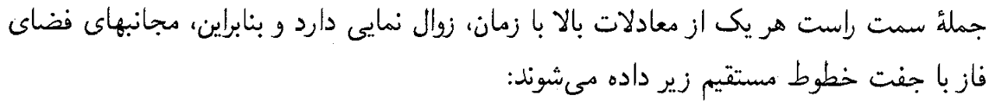 جملهٔ سمت راست هر یک از معادلات بالا با زمان، زوال نمایی دارد و بنابراین، مجانبهای فضای
فاز با جفت خطوط مستقیم زیر داده می‌شوند: